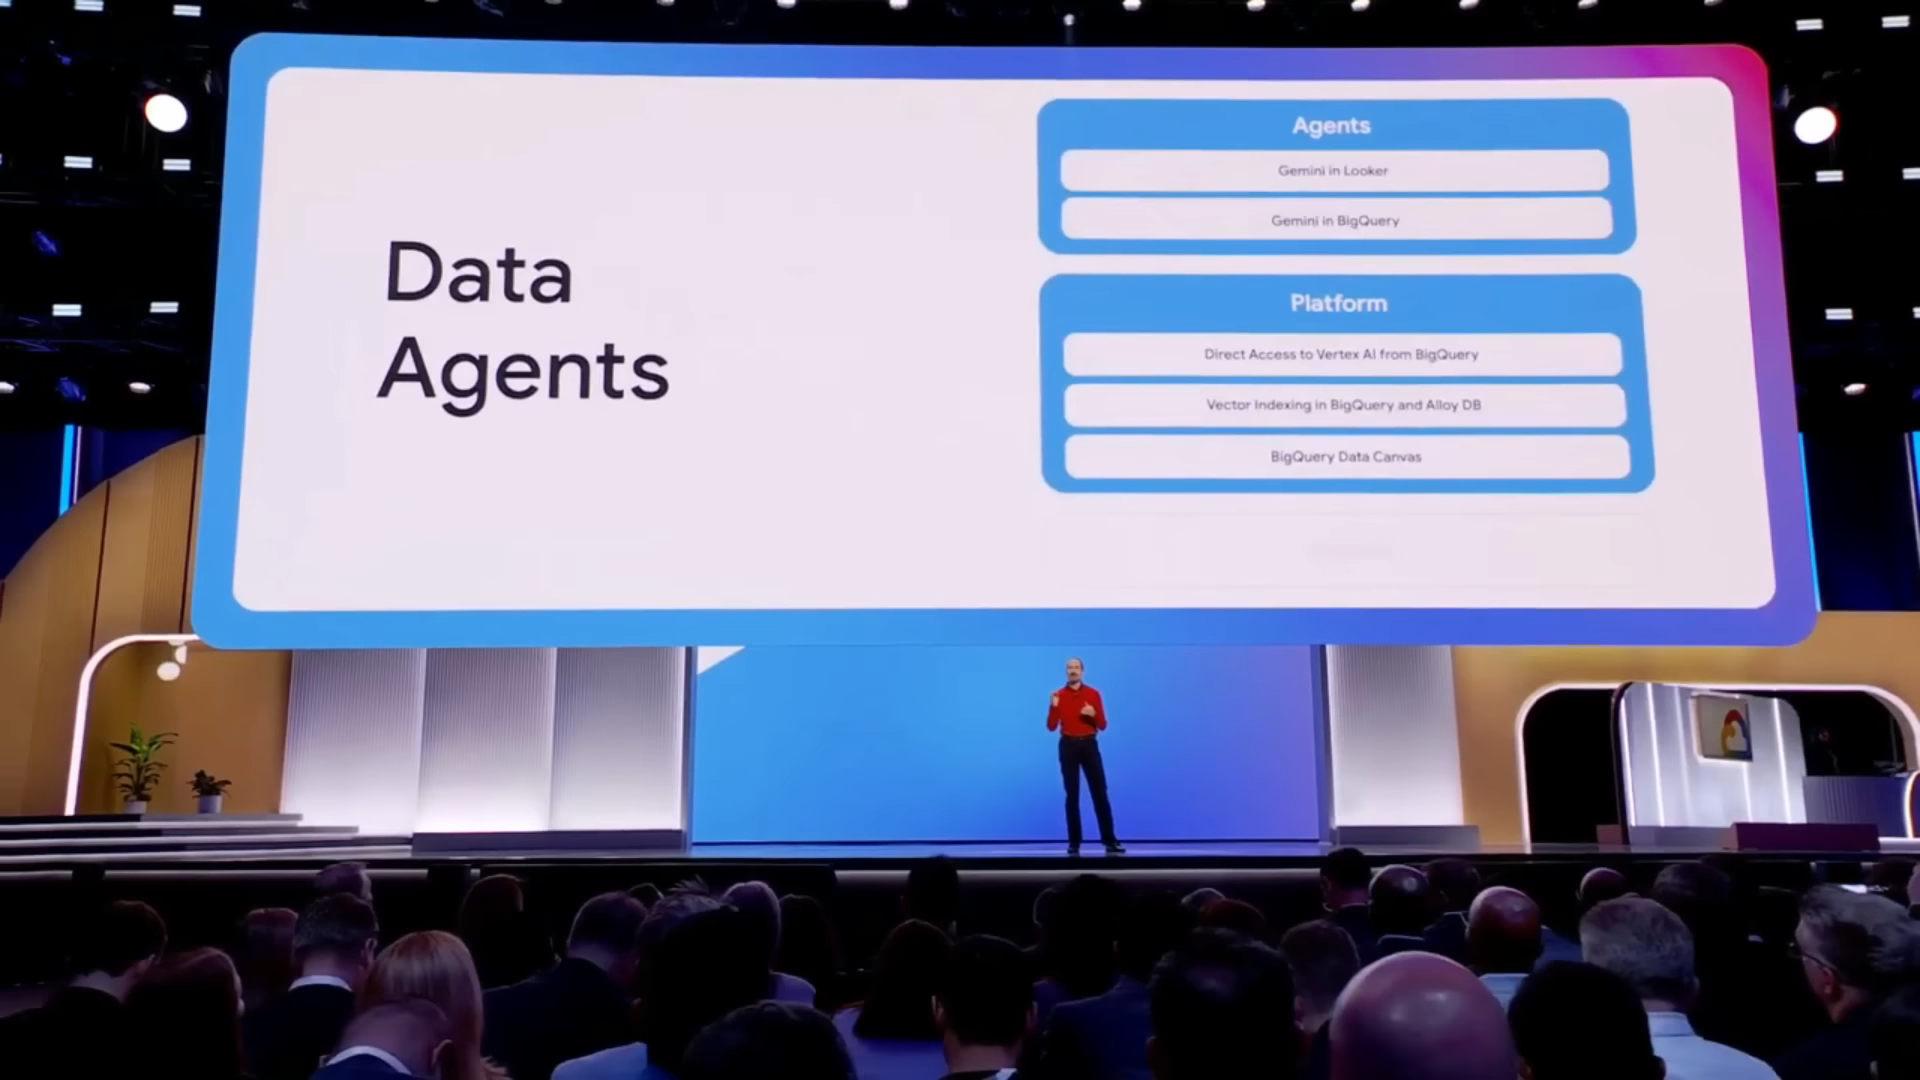 Data
Agents
Agents
Gemini in Looker
Gemini in BigQuery
Platform
Direct Access to Vertex AI from BigQuery
Vector Indexing in BigQuery and Alloy DB
BigQuery Data Canvas